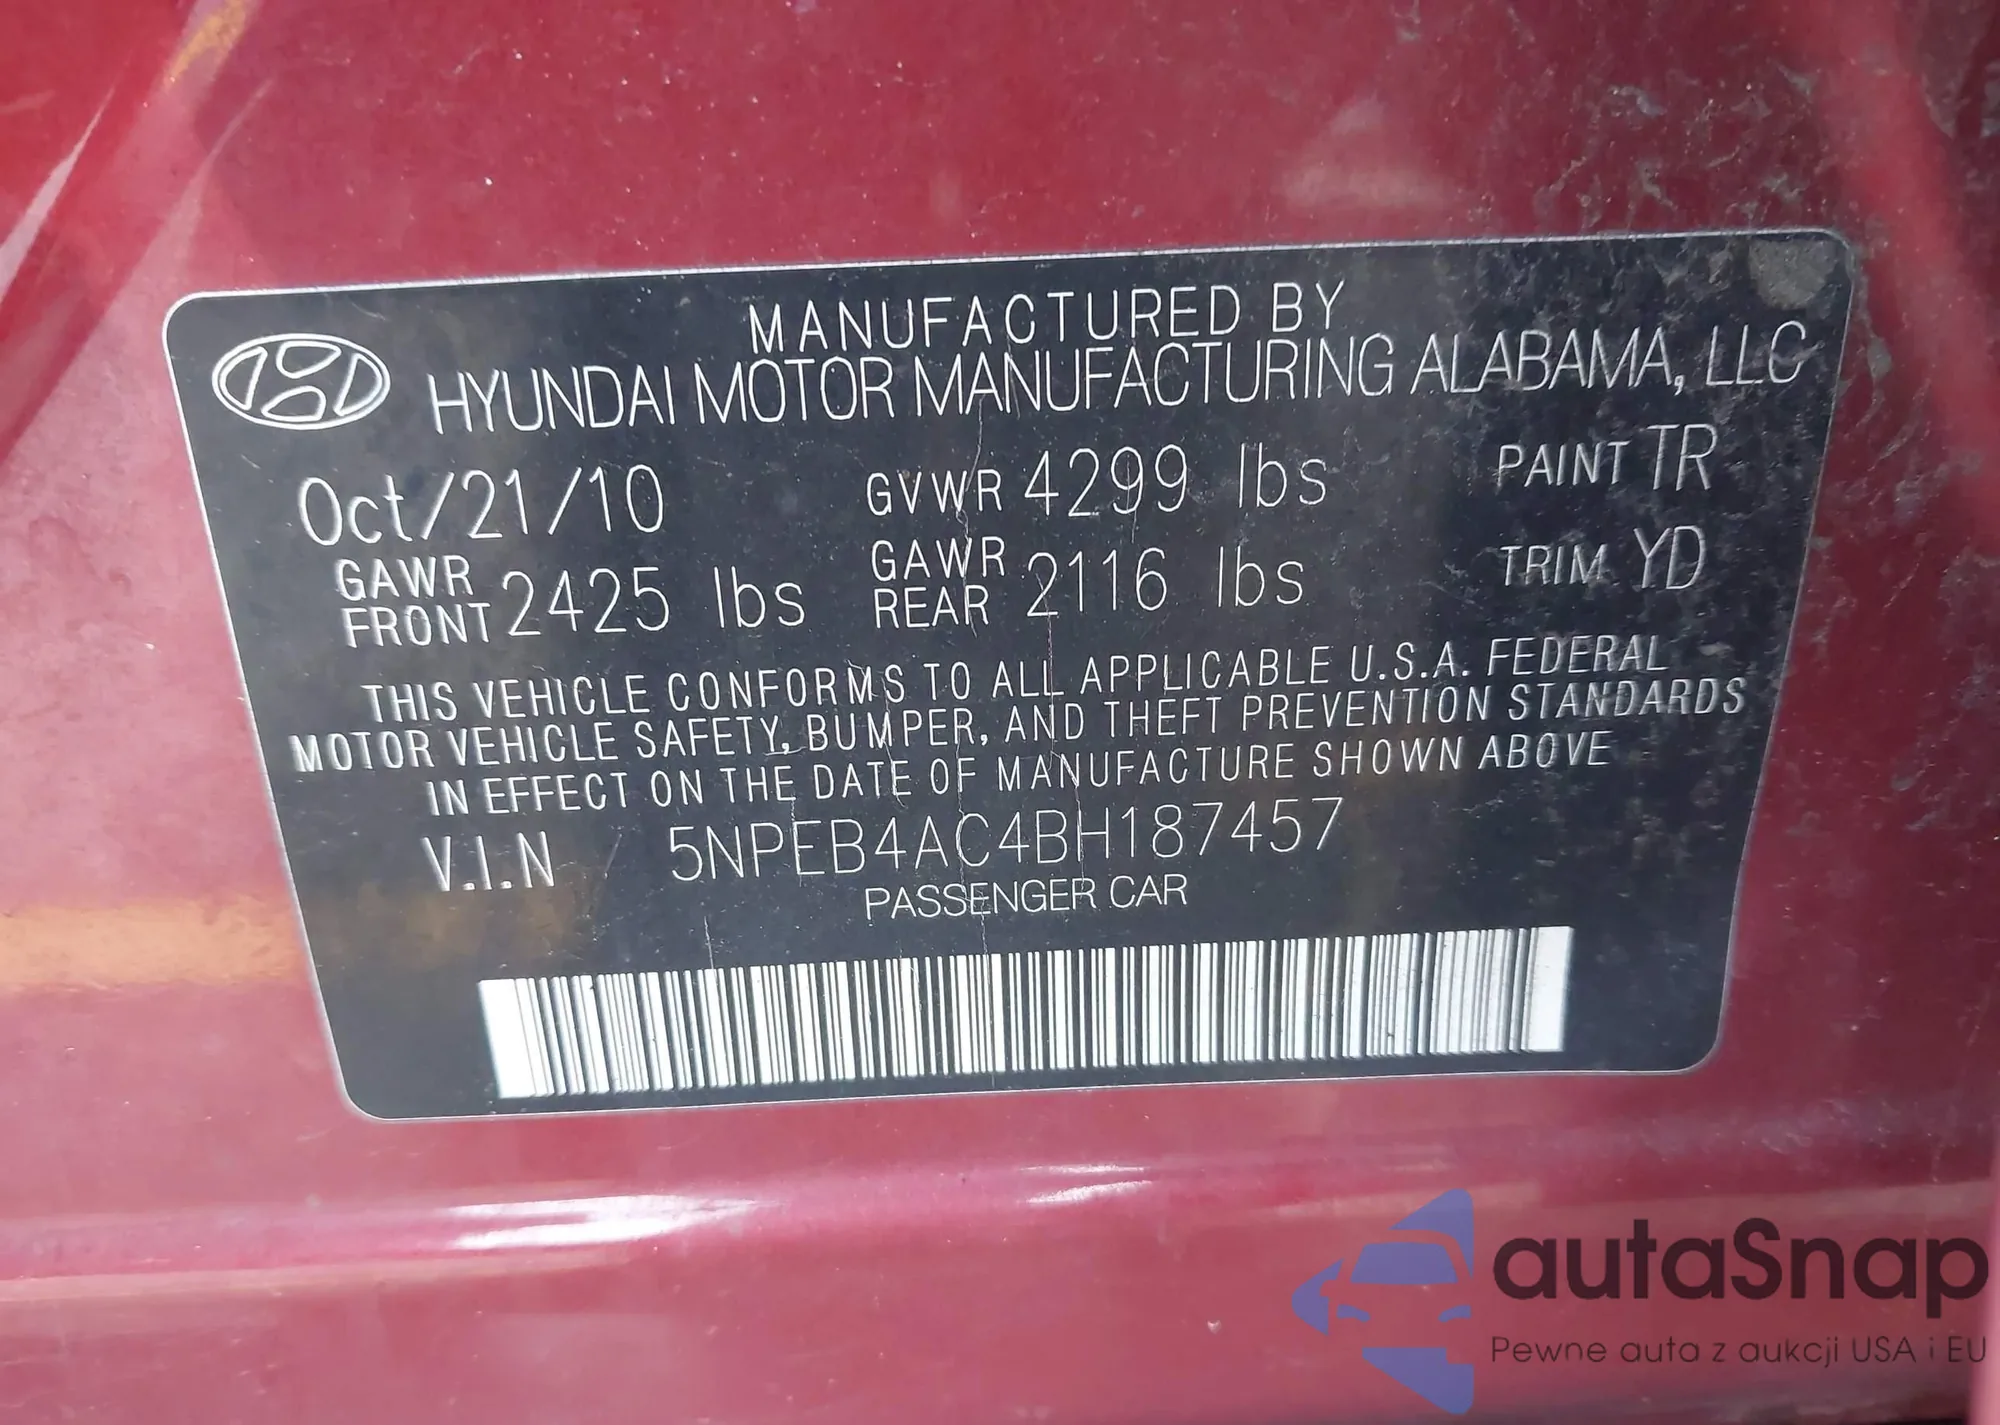 MANUFACTURED BY
HYUNDAI MOTOR MANUFACTURING ALABAMA, LLC
Oct/21/10 GVWR 4299 lbs PAINT TR
GAWR FRONT 2425 lbs GAWR REAR 2116 lbs TRIM YD
THIS VEHICLE CONFORMS TO ALL APPLICABLE U.S.A. FEDERAL
MOTOR VEHICLE SAFETY, BUMPER, AND THEFT PREVENTION STANDARDS
IN EFFECT ON THE DATE OF MANUFACTURE SHOWN ABOVE
V.I.N 5NPEB4AC4BH187457
PASSENGER CAR
autaSnap
Pewne auta z aukcji USA i EU